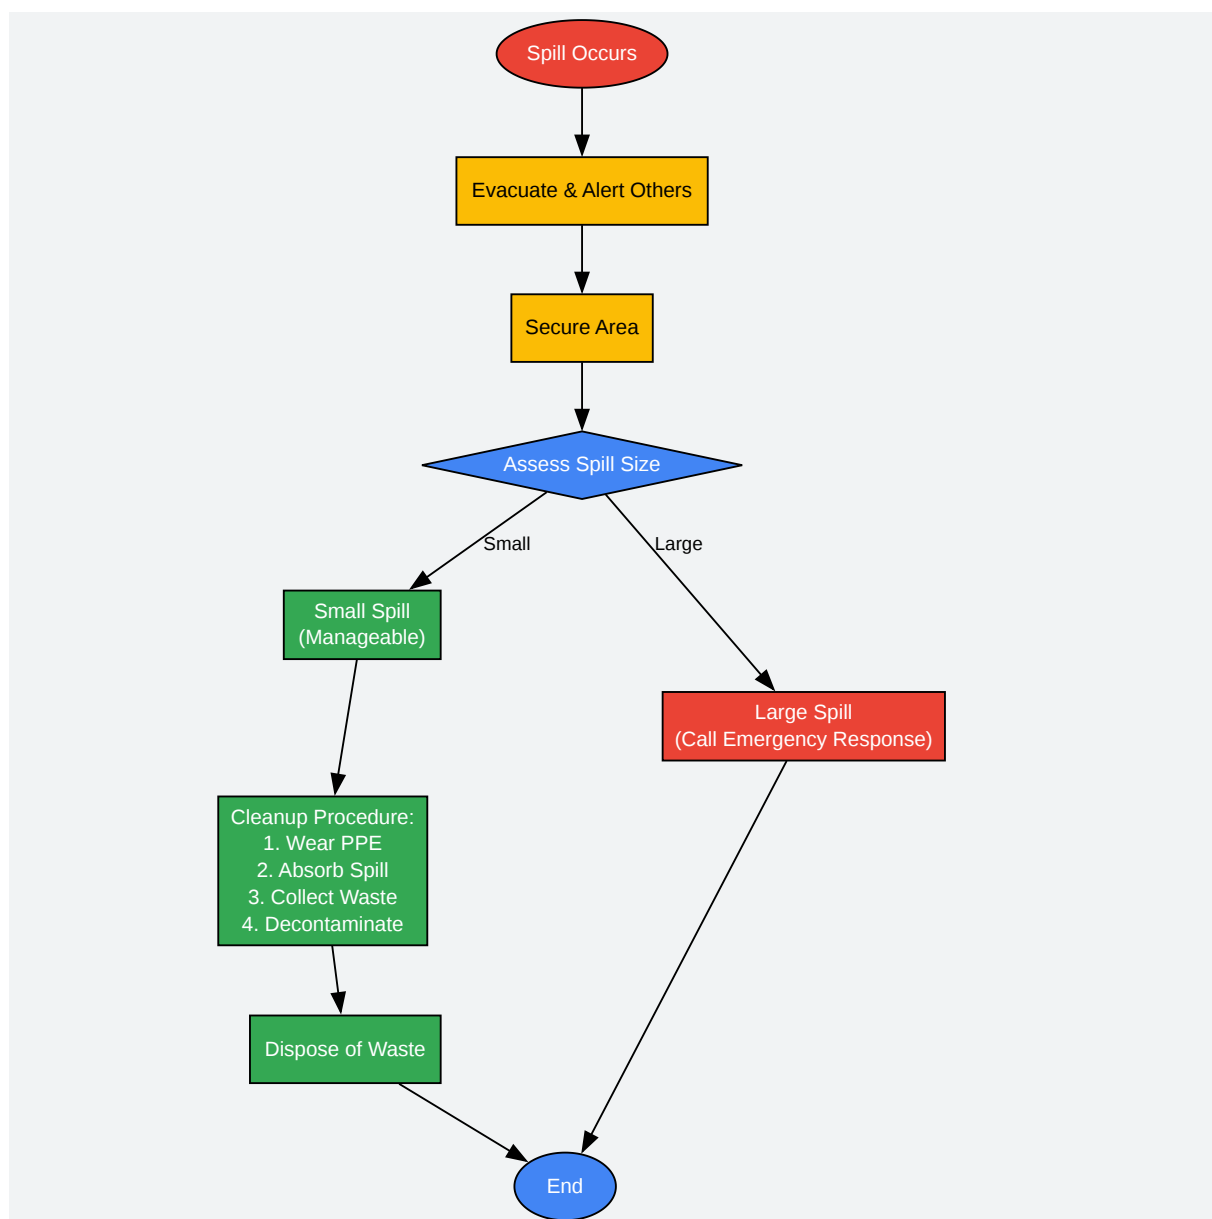 Spill Occurs
Evacuate & Alert Others
Secure Area
Assess Spill Size
Small
Large
Small Spill
(Manageable)
Large Spill
(Call Emergency Response)
Cleanup Procedure:
1. Wear PPE
2. Absorb Spill
3. Collect Waste
4. Decontaminate
Dispose of Waste
End